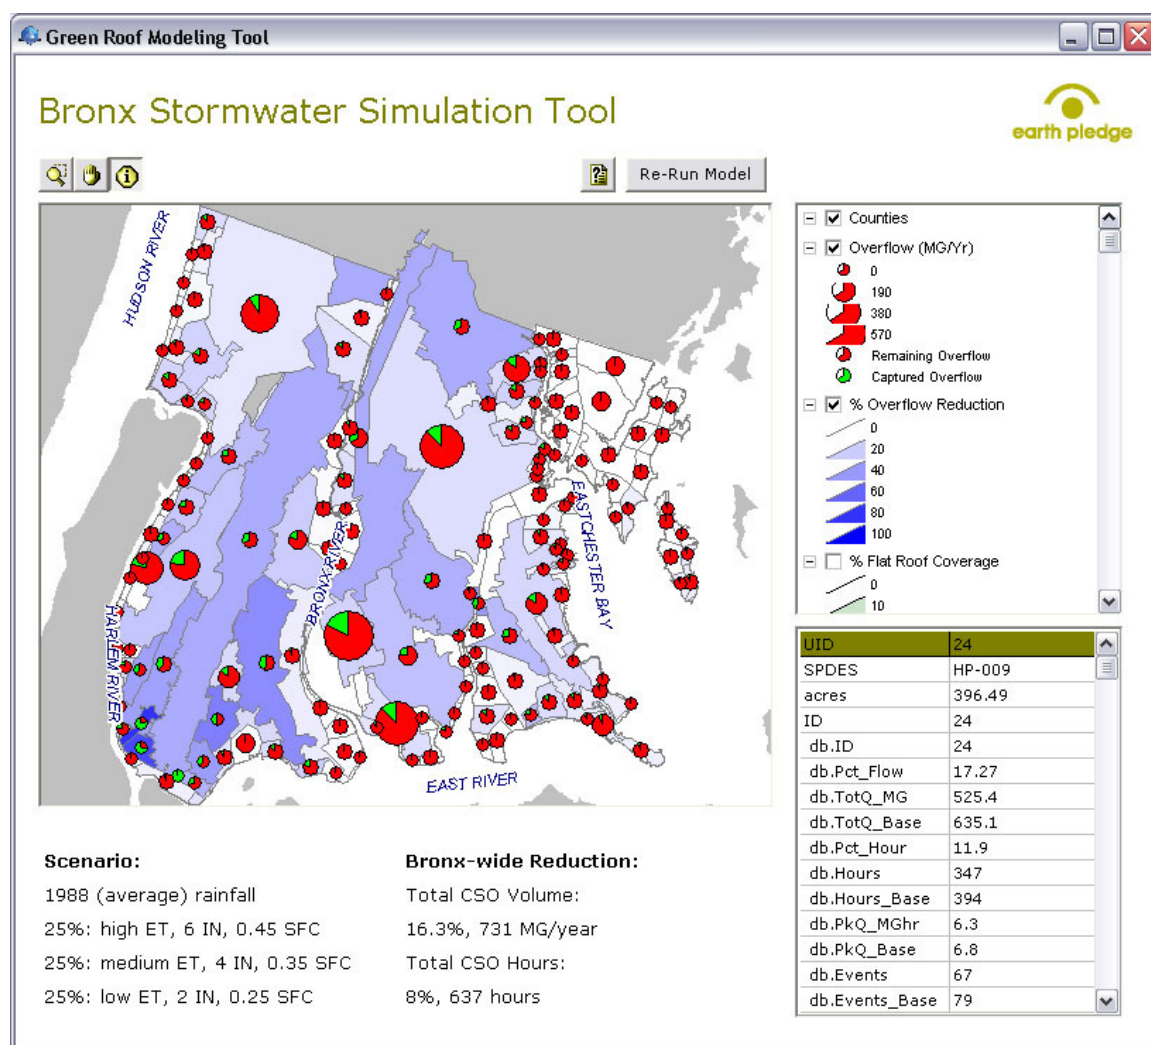 Green Roof Modeling Tool
Bronx Stormwater Simulation Tool
earth pledge
Re-Run Model
HUDSON RIVER
BRONX RIVER
EASTCHESTER BAY
HARLEM RIVER
EAST RIVER
Counties
Overflow (MG/Yr)
0
190
380
570
Remaining Overflow
Captured Overflow
% Overflow Reduction
0
20
40
60
80
100
% Flat Roof Coverage
0
10
UID 24
SPDES HP-009
acres 396.49
ID 24
db.ID 24
db.Pct_Flow 17.27
db.TotQ_MG 525.4
db.TotQ_Base 635.1
db.Pct_Hour 11.9
db.Hours 347
db.Hours_Base 394
db.PkQ_MGhr 6.3
db.PkQ_Base 6.8
db.Events 67
db.Events_Base 79
Scenario:
1988 (average) rainfall
25%: high ET, 6 IN, 0.45 SFC
25%: medium ET, 4 IN, 0.35 SFC
25%: low ET, 2 IN, 0.25 SFC
Bronx-wide Reduction:
Total CSO Volume:
16.3%, 731 MG/year
Total CSO Hours:
8%, 637 hours